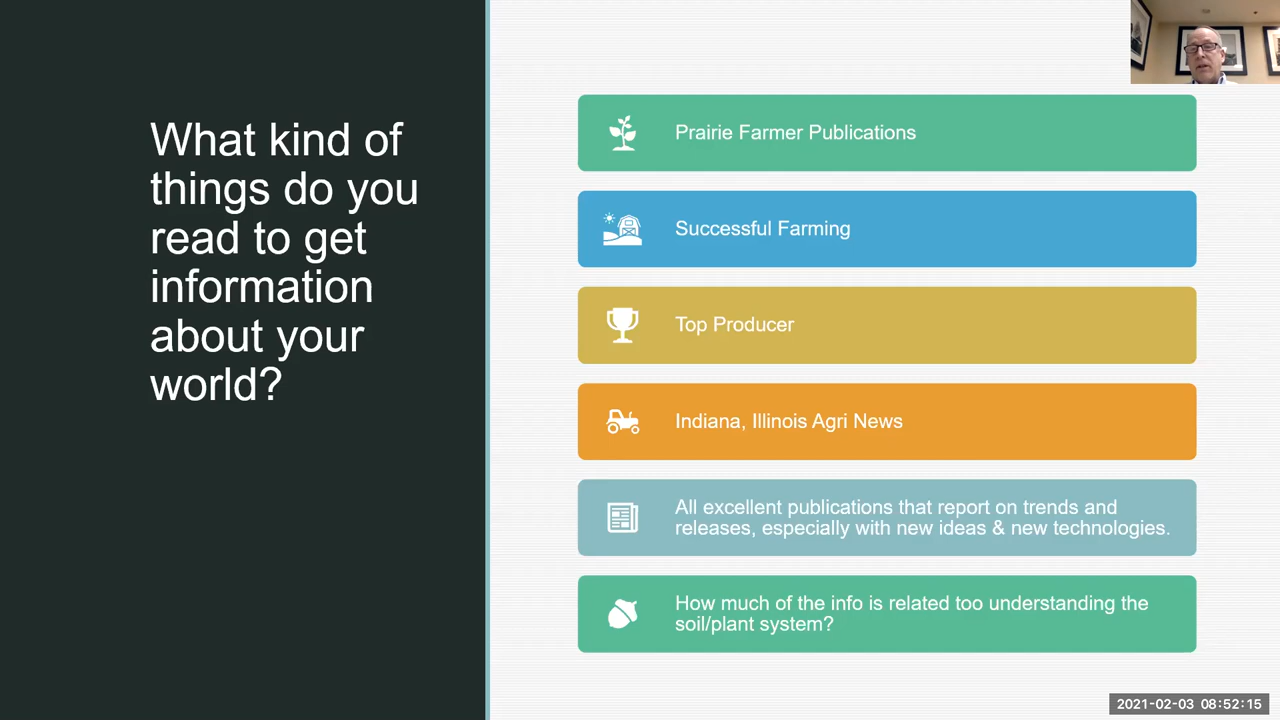 What kind of
things do you
read to get
information
about your
world?
Prairie Farmer Publications
Successful Farming
Top Producer
Indiana, Illinois Agri News
All excellent publications that report on trends and
releases, especially with new ideas & new technologies.
How much of the info is related too understanding the
soil/plant system?
2021-02-03 08:52:15